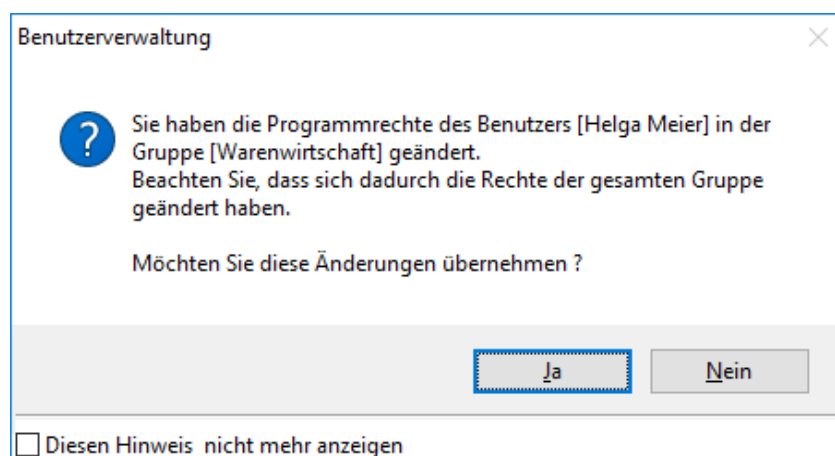 Benutzerverwaltung
?
Sie haben die Programmrechte des Benutzers [Helga Meier] in der
Gruppe [Warenwirtschaft] geändert.
Beachten Sie, dass sich dadurch die Rechte der gesamten Gruppe
geändert haben.
Möchten Sie diese Änderungen übernehmen ?
Ja
Nein
Diesen Hinweis  nicht mehr anzeigen